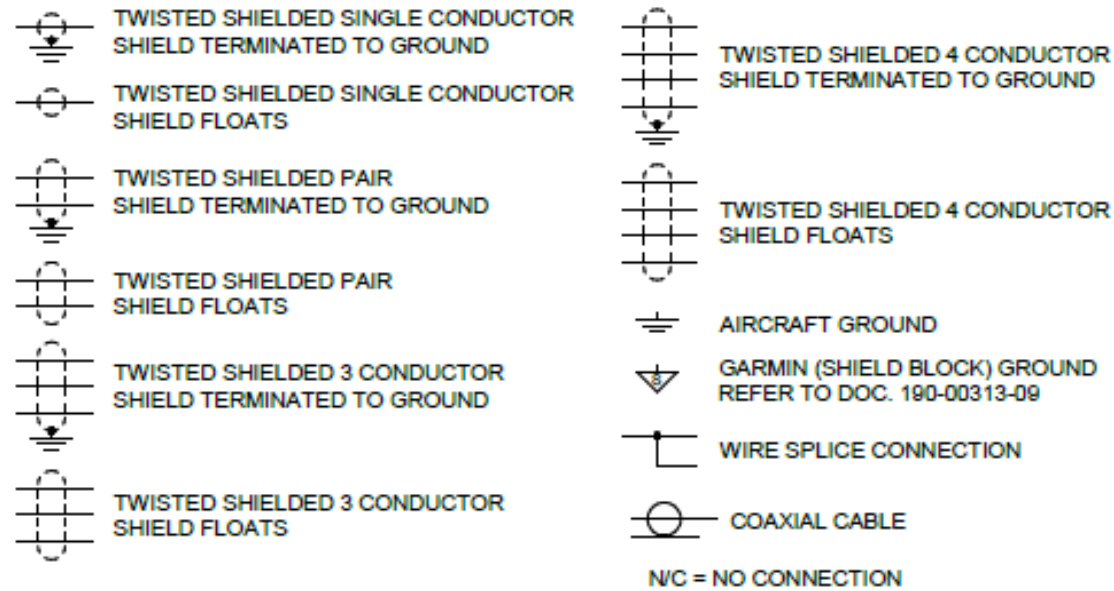 TWISTED SHIELDED SINGLE CONDUCTOR
SHIELD TERMINATED TO GROUND
TWISTED SHIELDED SINGLE CONDUCTOR
SHIELD FLOATS
TWISTED SHIELDED PAIR
SHIELD TERMINATED TO GROUND
TWISTED SHIELDED PAIR
SHIELD FLOATS
TWISTED SHIELDED 3 CONDUCTOR
SHIELD TERMINATED TO GROUND
TWISTED SHIELDED 3 CONDUCTOR
SHIELD FLOATS
TWISTED SHIELDED 4 CONDUCTOR
SHIELD TERMINATED TO GROUND
TWISTED SHIELDED 4 CONDUCTOR
SHIELD FLOATS
AIRCRAFT GROUND
GARMIN (SHIELD BLOCK) GROUND
REFER TO DOC. 190-00313-09
WIRE SPLICE CONNECTION
COAXIAL CABLE
N/C = NO CONNECTION